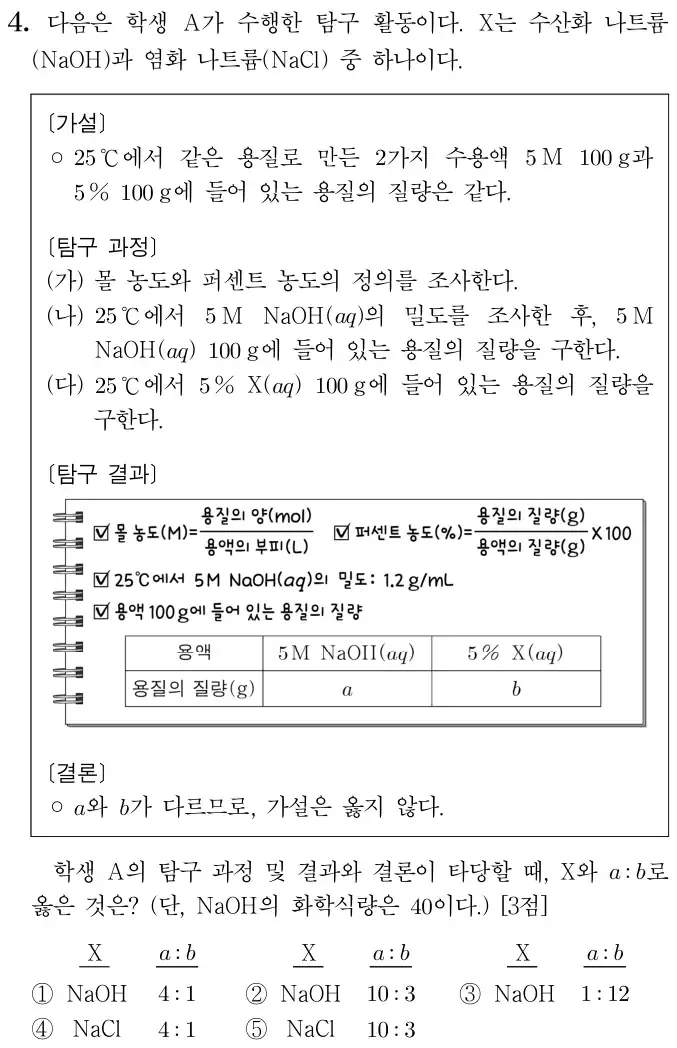 4. 다음은 학생 A가 수행한 탐구 활동이다. X는 수산화 나트륨
(NaOH)과 염화 나트륨(NaCl) 중 하나이다.
[가설]
○ 25℃에서 같은 용질로 만든 2가지 수용액 5 M 100 g과
5% 100 g에 들어 있는 용질의 질량은 같다.
[탐구 과정]
(가) 몰 농도와 퍼센트 농도의 정의를 조사한다.
(나) 25℃에서 5 M NaOH(aq)의 밀도를 조사한 후, 5 M
NaOH(aq) 100 g에 들어 있는 용질의 질량을 구한다.
(다) 25℃에서 5% X(aq) 100 g에 들어 있는 용질의 질량을
구한다.
[탐구 결과]
☑ 몰 농도(M)=용질의 양(mol)/용액의 부피(L) ☑ 퍼센트 농도(%)=용질의 질량(g)/용액의 질량(g) X100
☑ 25℃에서 5M NaOH(aq)의 밀도: 1.2 g/mL
☑ 용액 100g에 들어 있는 용질의 질량
용액 5 M NaOH(aq) 5% X(aq)
용질의 질량(g) a b
[결론]
○ a와 b가 다르므로, 가설은 옳지 않다.
학생 A의 탐구 과정 및 결과와 결론이 타당할 때, X와 a:b로
옳은 것은? (단, NaOH의 화학식량은 40이다.) [3점]
X a:b X a:b X a:b
① NaOH 4:1 ② NaOH 10:3 ③ NaOH 1:12
④ NaCl 4:1 ⑤ NaCl 10:3